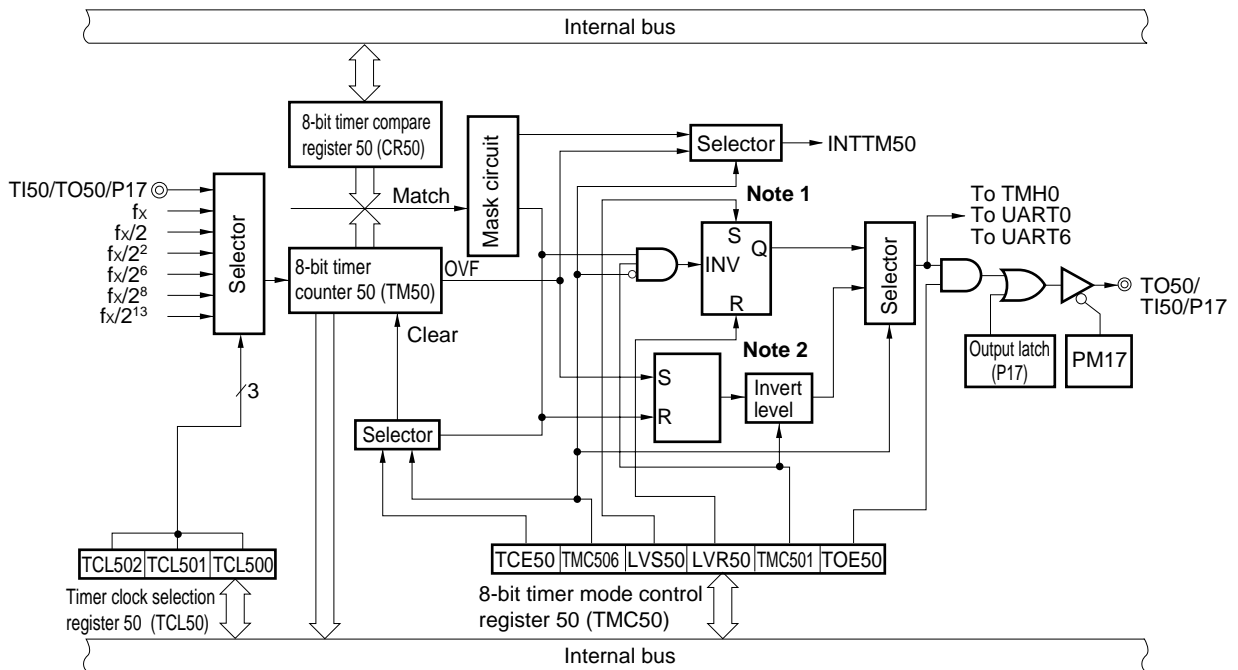 Internal bus
8-bit timer compare
register 50 (CR50)
Mask circuit
Selector
INTTM50
TI50/TO50/P17
fX
fX/2
fX/2²
fX/2⁶
fX/2⁸
fX/2¹³
Selector
Match
Note 1
To TMH0
To UART0
To UART6
8-bit timer
counter 50 (TM50)
OVF
Clear
S
INV
Q
R
Selector
TO50/
TI50/P17
Note 2
Output latch
(P17)
PM17
3
S
R
Invert
level
Selector
TCL502 TCL501 TCL500
Timer clock selection
register 50 (TCL50)
TCE50 TMC506 LVS50 LVR50 TMC501 TOE50
8-bit timer mode control
register 50 (TMC50)
Internal bus